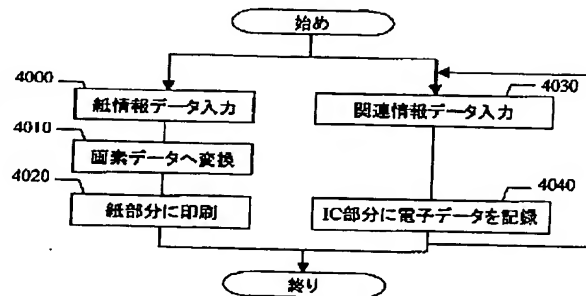 始め
4000
紙情報データ入力
4010
画素データへ変換
4020
紙部分に印刷
4030
関連情報データ入力
4040
IC部分に電子データを記録
終り